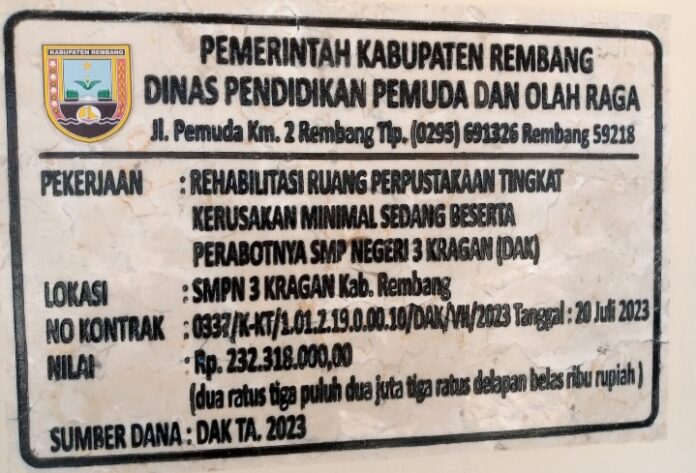 KABUPATEN REMBANG
PEMERINTAH KABUPATEN REMBANG
DINAS PENDIDIKAN PEMUDA DAN OLAH RAGA
Jl. Pemuda Km. 2 Rembang Tlp. (0295) 691326 Rembang 59218
PEKERJAAN : REHABILITASI RUANG PERPUSTAKAAN TINGKAT
KERUSAKAN MINIMAL SEDANG BESERTA
PERABOTNYA SMP NEGERI 3 KRAGAN (DAK)
LOKASI : SMPN 3 KRAGAN Kab. Rembang
NO KONTRAK : 0337/K-KT/1.01.2.19.0.00.10/DAK/VII/2023 Tanggal : 20 Juli 2023
NILAI : Rp. 232.318.000,00
(dua ratus tiga puluh dua juta tiga ratus delapan belas ribu rupiah)
SUMBER DANA : DAK TA. 2023